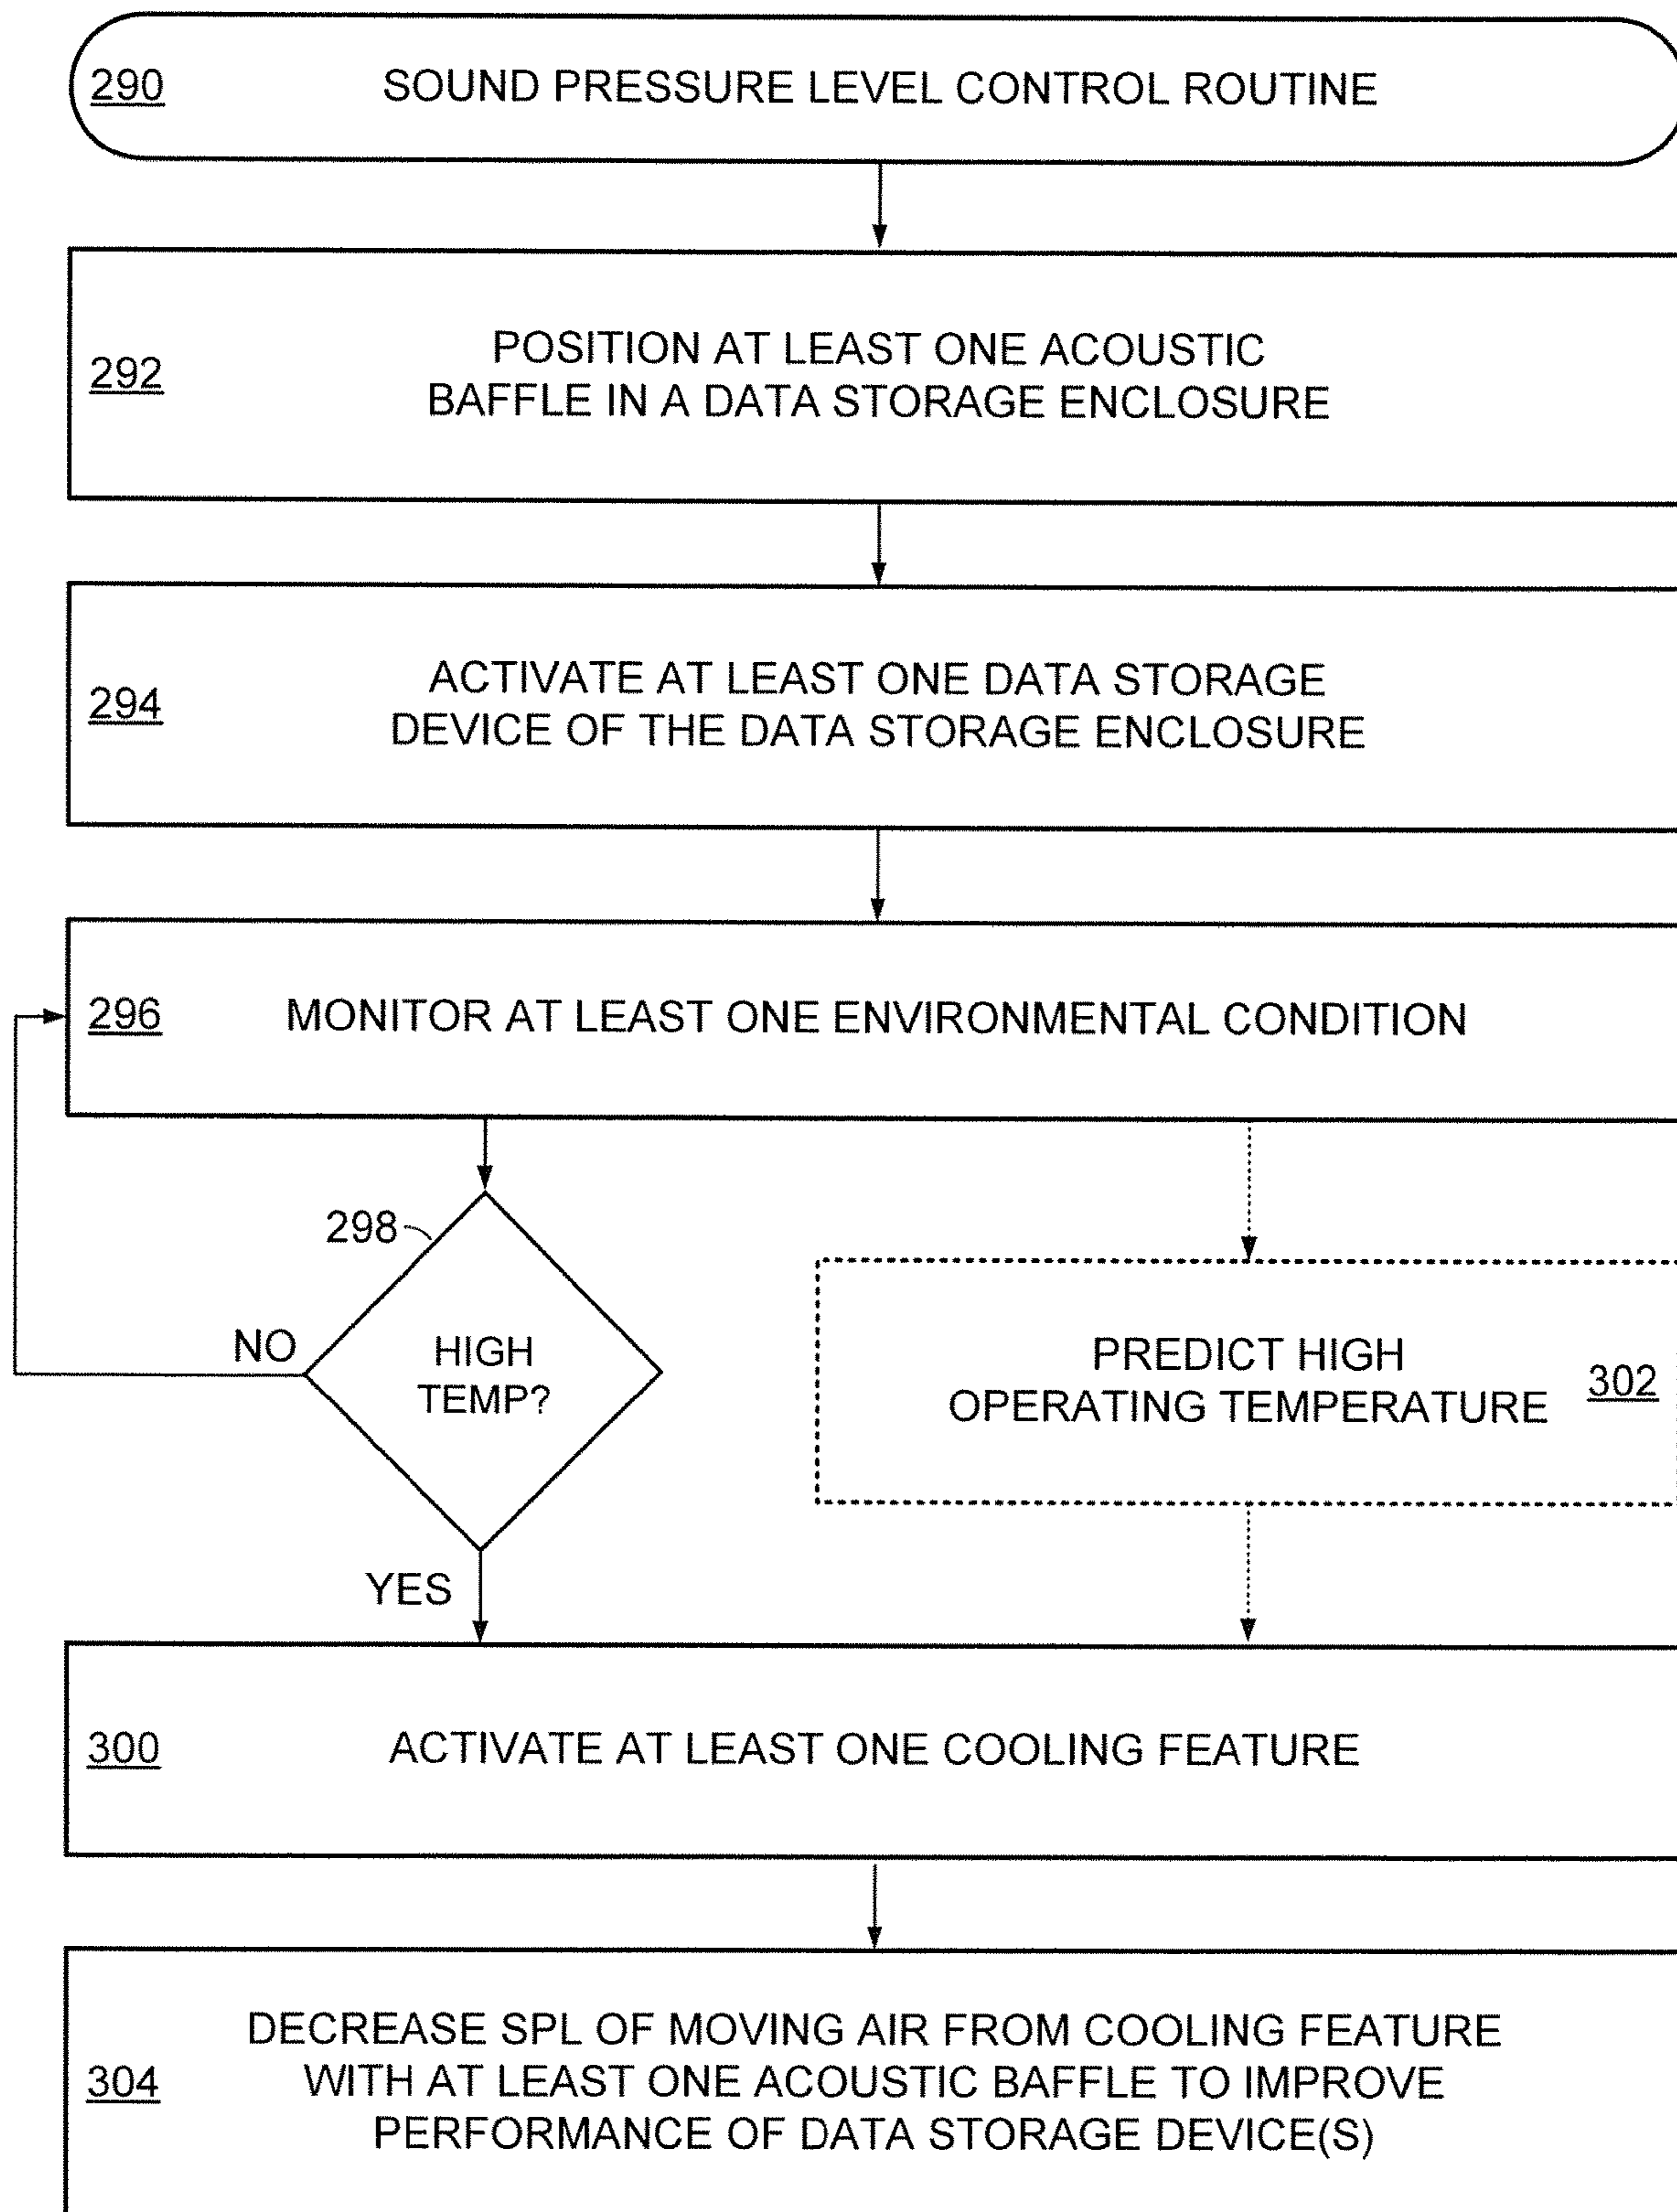 290 SOUND PRESSURE LEVEL CONTROL ROUTINE
292
POSITION AT LEAST ONE ACOUSTIC
BAFFLE IN A DATA STORAGE ENCLOSURE
294
ACTIVATE AT LEAST ONE DATA STORAGE
DEVICE OF THE DATA STORAGE ENCLOSURE
296 MONITOR AT LEAST ONE ENVIRONMENTAL CONDITION
298
NO
HIGH
TEMP?
YES
PREDICT HIGH
OPERATING TEMPERATURE
302
300 ACTIVATE AT LEAST ONE COOLING FEATURE
304
DECREASE SPL OF MOVING AIR FROM COOLING FEATURE
WITH AT LEAST ONE ACOUSTIC BAFFLE TO IMPROVE
PERFORMANCE OF DATA STORAGE DEVICE(S)